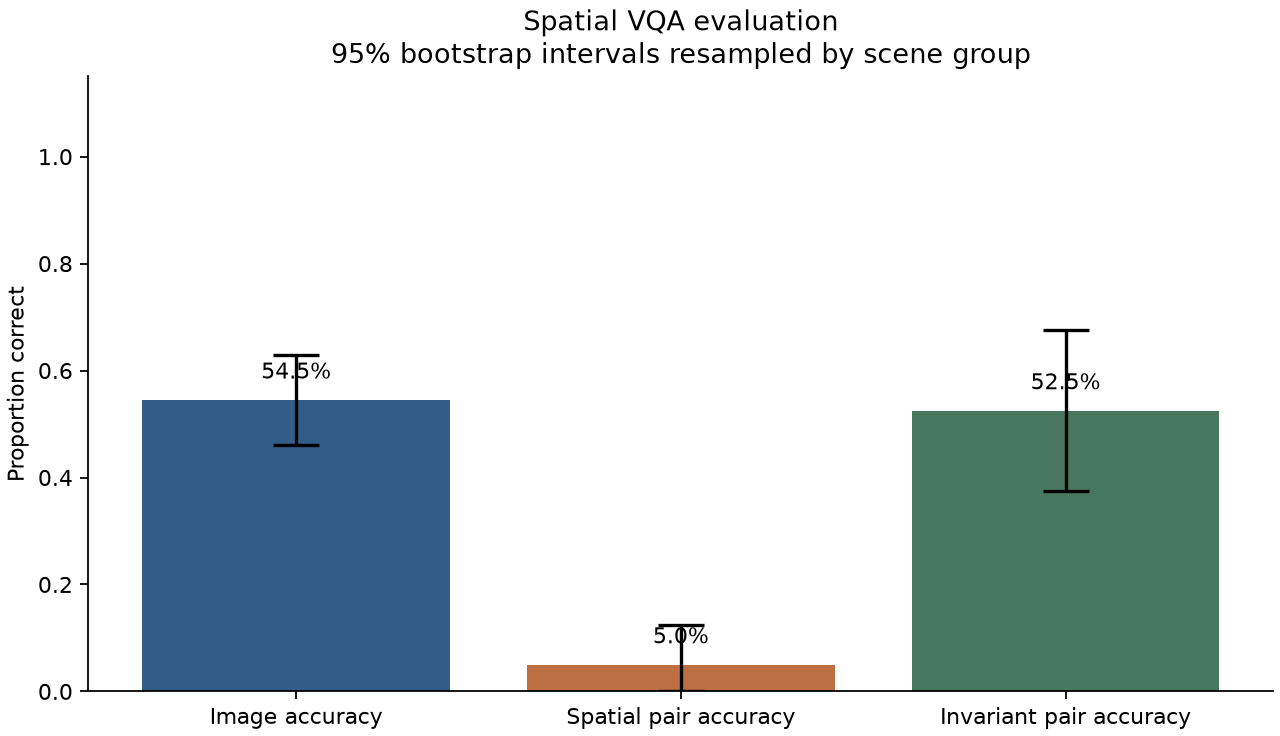 Spatial VQA evaluation
95% bootstrap intervals resampled by scene group
Proportion correct
1.0
0.8
0.6
0.4
0.2
0.0
54.5%
5.0%
52.5%
Image accuracy
Spatial pair accuracy
Invariant pair accuracy